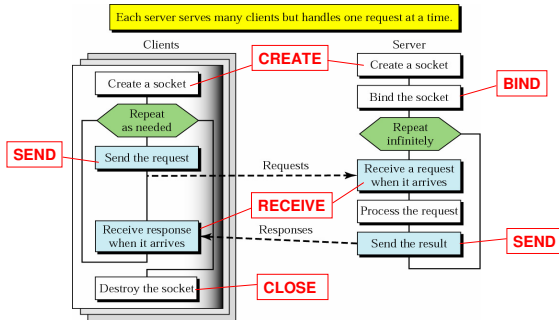 Each server serves many clients but handles one request at a time.
Clients
Server
CREATE
Create a socket
Create a socket
BIND
Bind the socket
Repeat
as needed
Repeat
infinitely
SEND
Send the request
Requests
Receive a request
when it arrives
RECEIVE
Process the request
Receive response
when it arrives
Responses
Send the result
SEND
Destroy the socket
CLOSE